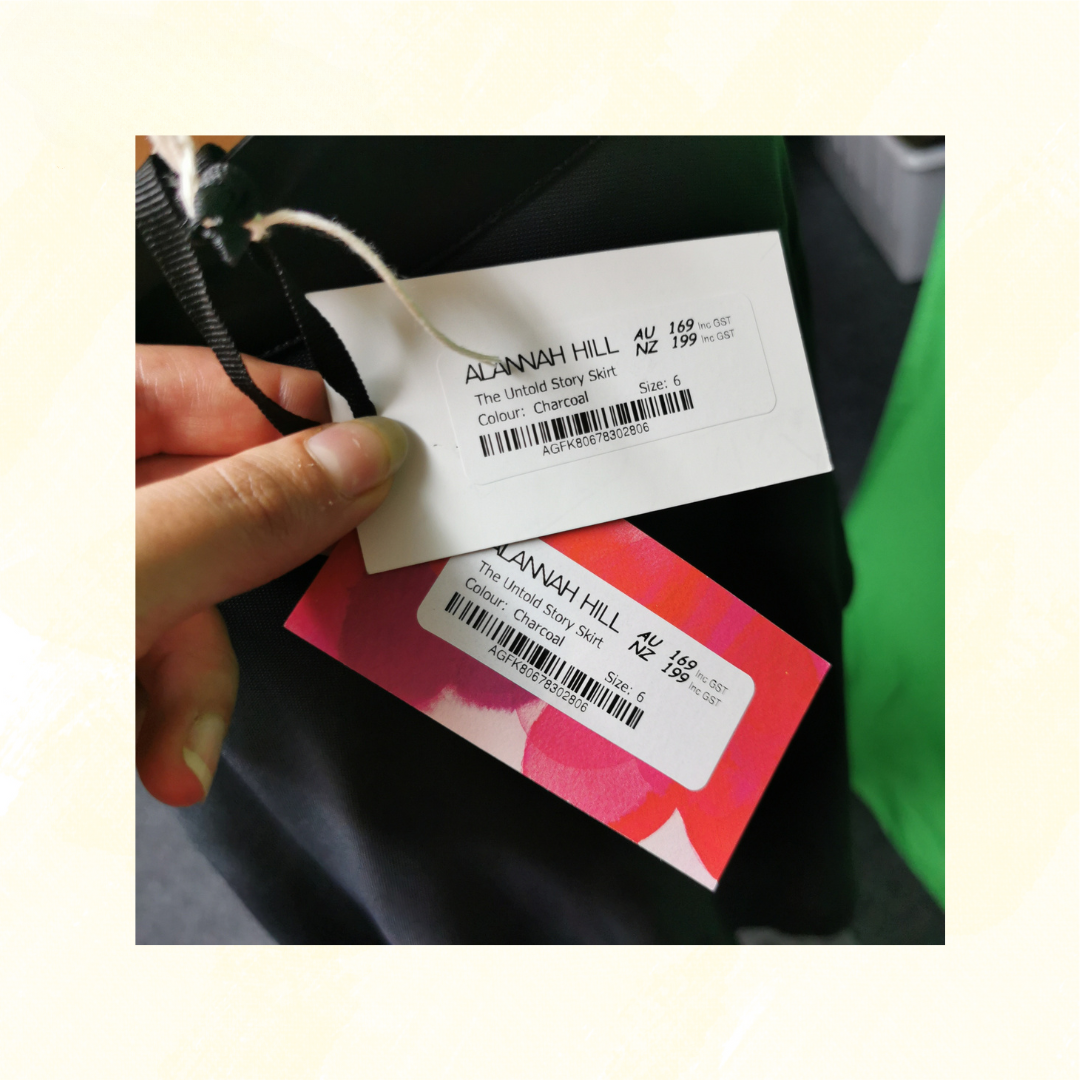 ALANNAH HILL AU 169 Inc GST
NZ 199 Inc GST
The Untold Story Skirt
Colour: Charcoal Size: 6
AGFK80678302806
ALANNAH HILL AU 169 Inc GST
NZ 199 Inc GST
The Untold Story Skirt
Colour: Charcoal Size: 6
AGFK80678302806